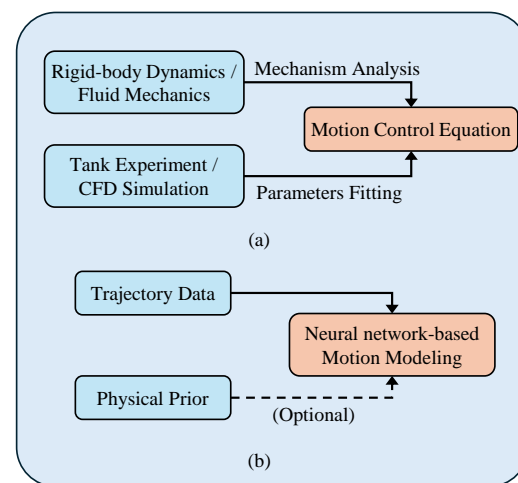 Rigid-body Dynamics /
Fluid Mechanics
Mechanism Analysis
Motion Control Equation
Tank Experiment /
CFD Simulation
Parameters Fitting
(a)
Trajectory Data
Neural network-based
Motion Modeling
Physical Prior
(Optional)
(b)